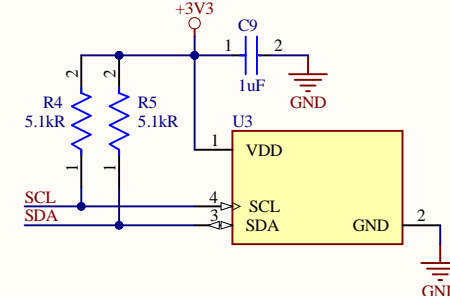 +3V3
C9
1 2
1uF
GND
2 2
R4 R5
5.1kR 5.1kR
1 1
U3
1 VDD
SCL 4 SCL
SDA 3 SDA
GND 2
GND